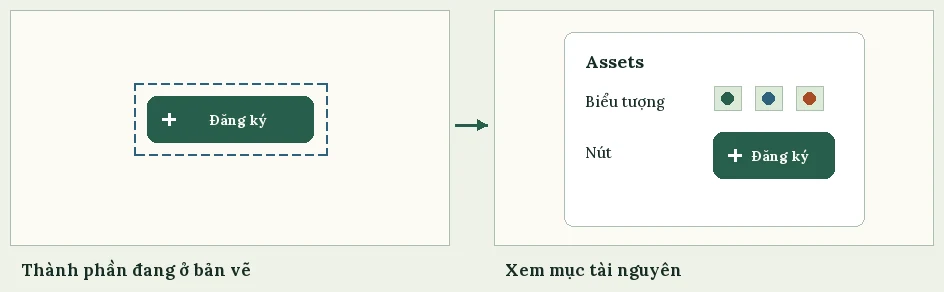 Đăng ký
Thành phần đang ở bản vẽ
Assets
Biểu tượng
Nút
Đăng ký
Xem mục tài nguyên